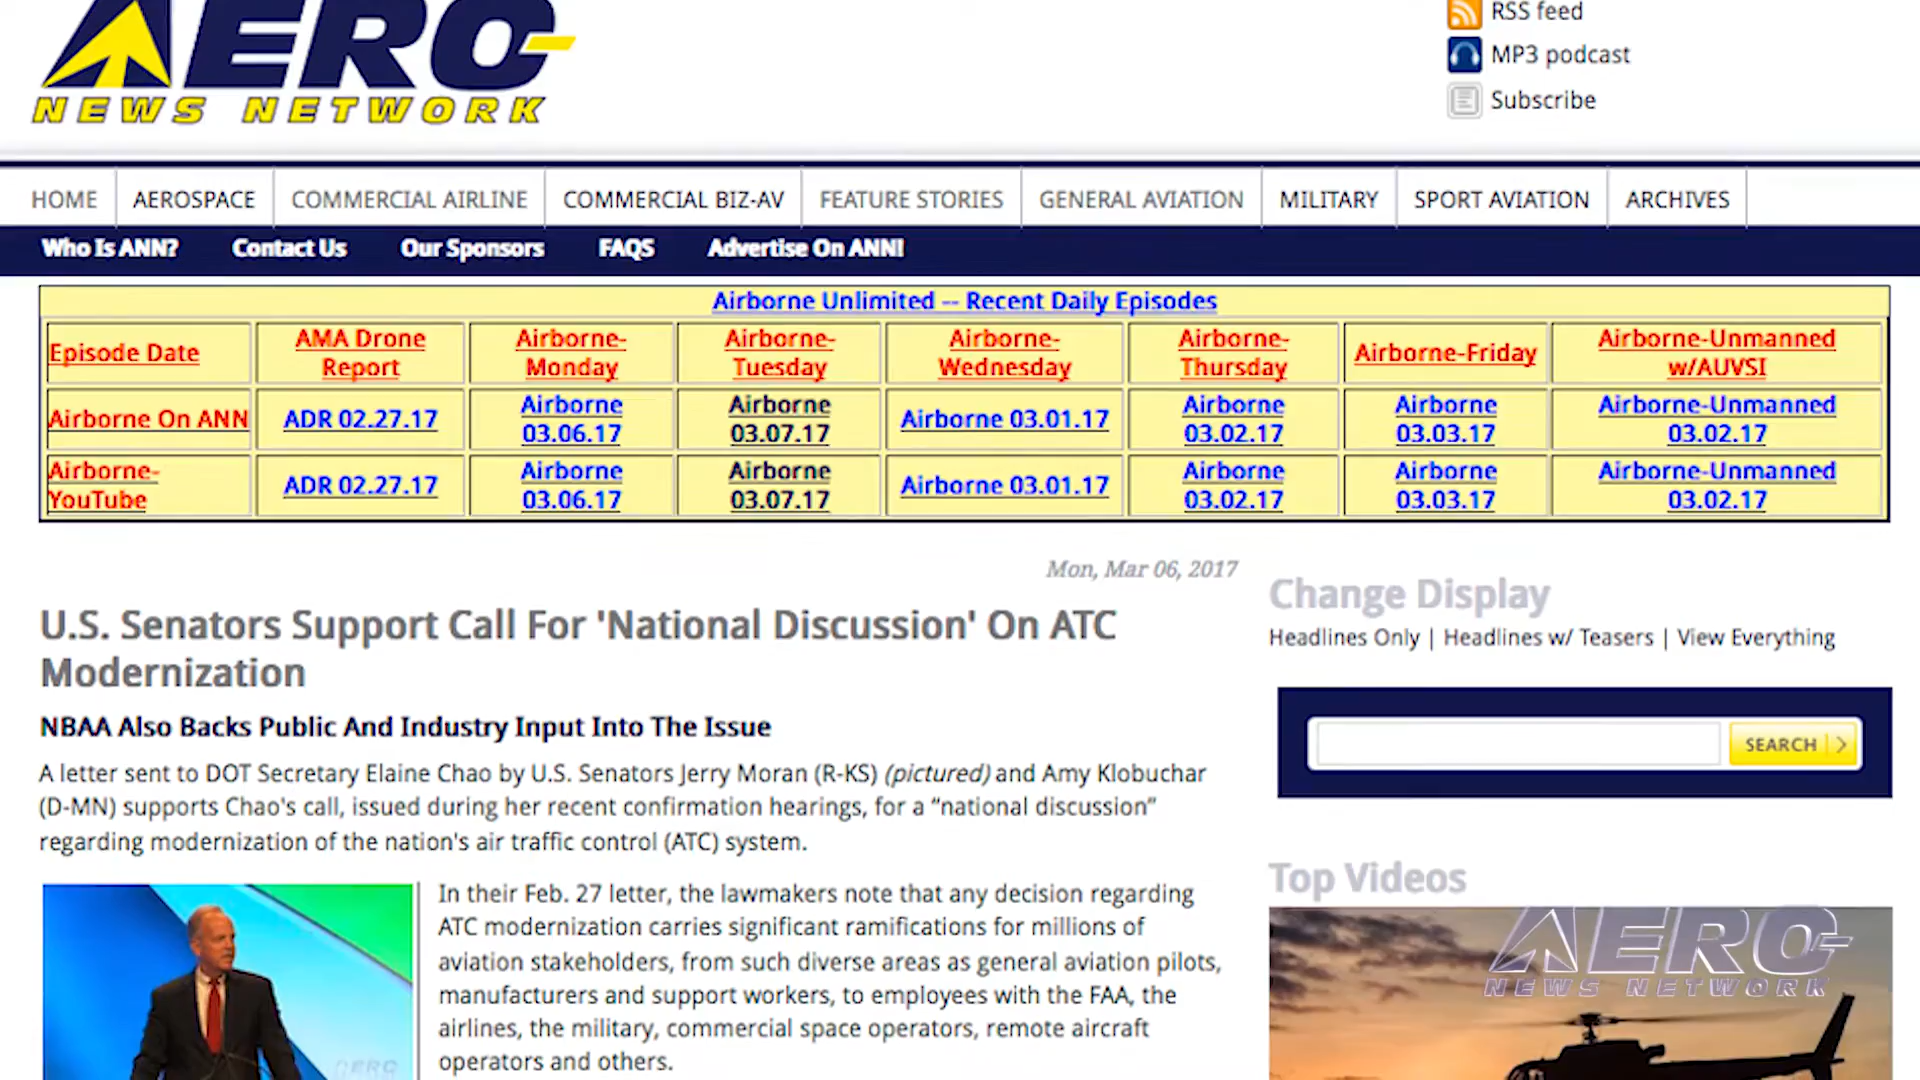 AERO-
NEWS NETWORK
RSS feed
MP3 podcast
Subscribe
HOME AEROSPACE COMMERCIAL AIRLINE COMMERCIAL BIZ-AV FEATURE STORIES GENERAL AVIATION MILITARY SPORT AVIATION ARCHIVES
Who Is ANN? Contact Us Our Sponsors FAQS Advertise On ANN!
Airborne Unlimited -- Recent Daily Episodes
Episode Date AMA Drone Report Airborne-Monday Airborne-Tuesday Airborne-Wednesday Airborne-Thursday Airborne-Friday Airborne-Unmanned w/AUVSI
Airborne On ANN ADR 02.27.17 Airborne 03.06.17 Airborne 03.07.17 Airborne 03.01.17 Airborne 03.02.17 Airborne 03.03.17 Airborne-Unmanned 03.02.17
Airborne-YouTube ADR 02.27.17 Airborne 03.06.17 Airborne 03.07.17 Airborne 03.01.17 Airborne 03.02.17 Airborne 03.03.17 Airborne-Unmanned 03.02.17
Mon, Mar 06, 2017
U.S. Senators Support Call For 'National Discussion' On ATC
Modernization
NBAA Also Backs Public And Industry Input Into The Issue
A letter sent to DOT Secretary Elaine Chao by U.S. Senators Jerry Moran (R-KS) (pictured) and Amy Klobuchar
(D-MN) supports Chao's call, issued during her recent confirmation hearings, for a “national discussion”
regarding modernization of the nation's air traffic control (ATC) system.
In their Feb. 27 letter, the lawmakers note that any decision regarding
ATC modernization carries significant ramifications for millions of
aviation stakeholders, from such diverse areas as general aviation pilots,
manufacturers and support workers, to employees with the FAA, the
airlines, the military, commercial space operators, remote aircraft
operators and others.
AERO
Change Display
Headlines Only | Headlines w/ Teasers | View Everything
SEARCH
Top Videos
AERO-
NEWS NETWORK